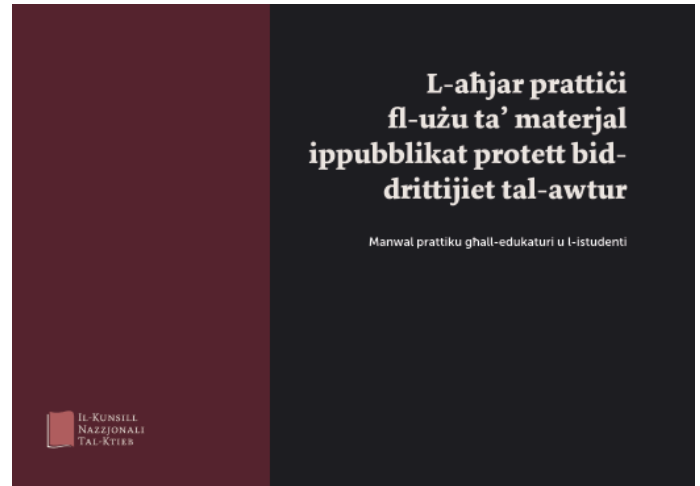 L-aħjar prattiċi
fl-użu ta’ materjal
ippubblikat protett bid-
drittijiet tal-awtur
Manwal prattiku għall-edukaturi u l-istudenti
Il-Kunsill
Nazzjonali
Tal-Ktieb